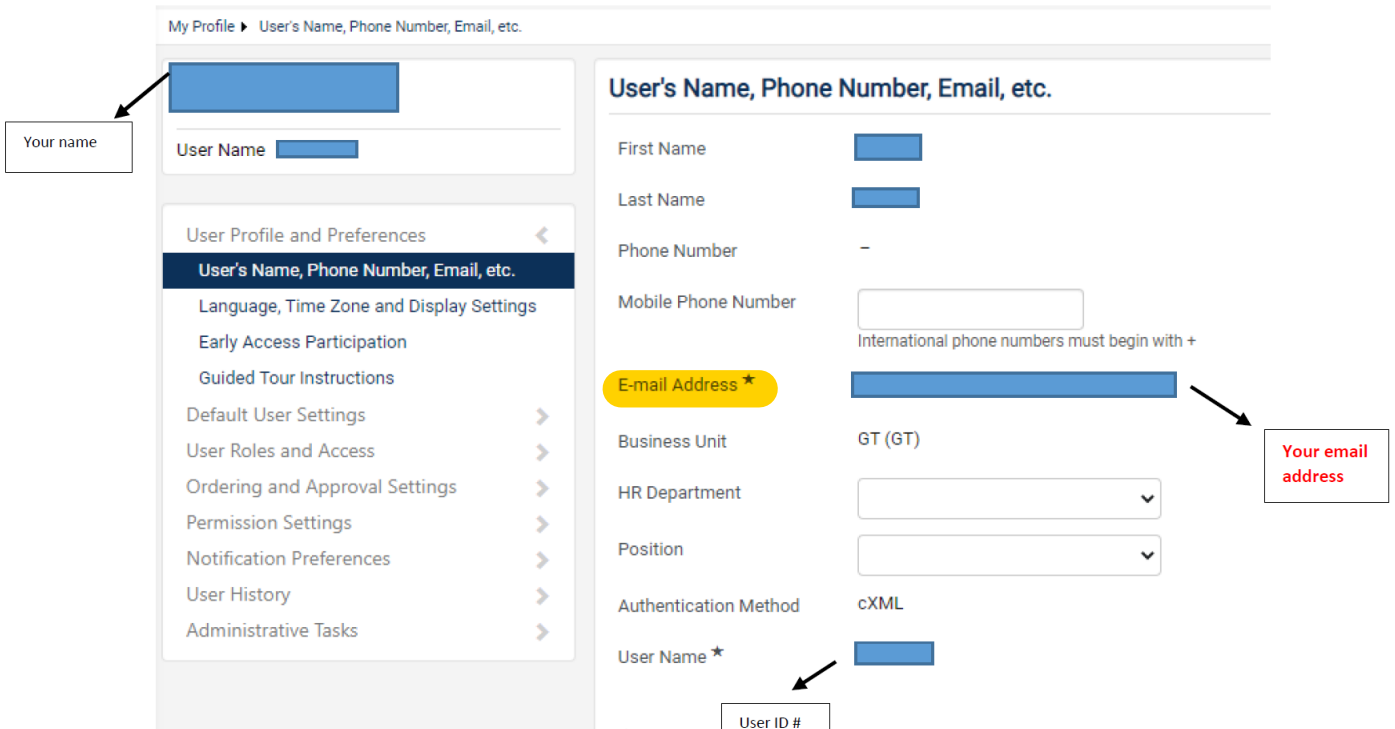 My Profile ▶ User's Name, Phone Number, Email, etc.
Your name
User Name
User Profile and Preferences
User's Name, Phone Number, Email, etc.
Language, Time Zone and Display Settings
Early Access Participation
Guided Tour Instructions
Default User Settings
User Roles and Access
Ordering and Approval Settings
Permission Settings
Notification Preferences
User History
Administrative Tasks
User's Name, Phone Number, Email, etc.
First Name
Last Name
Phone Number –
Mobile Phone Number
International phone numbers must begin with +
E-mail Address ★
Your email
address
Business Unit GT (GT)
HR Department
Position
Authentication Method cXML
User Name ★
User ID #